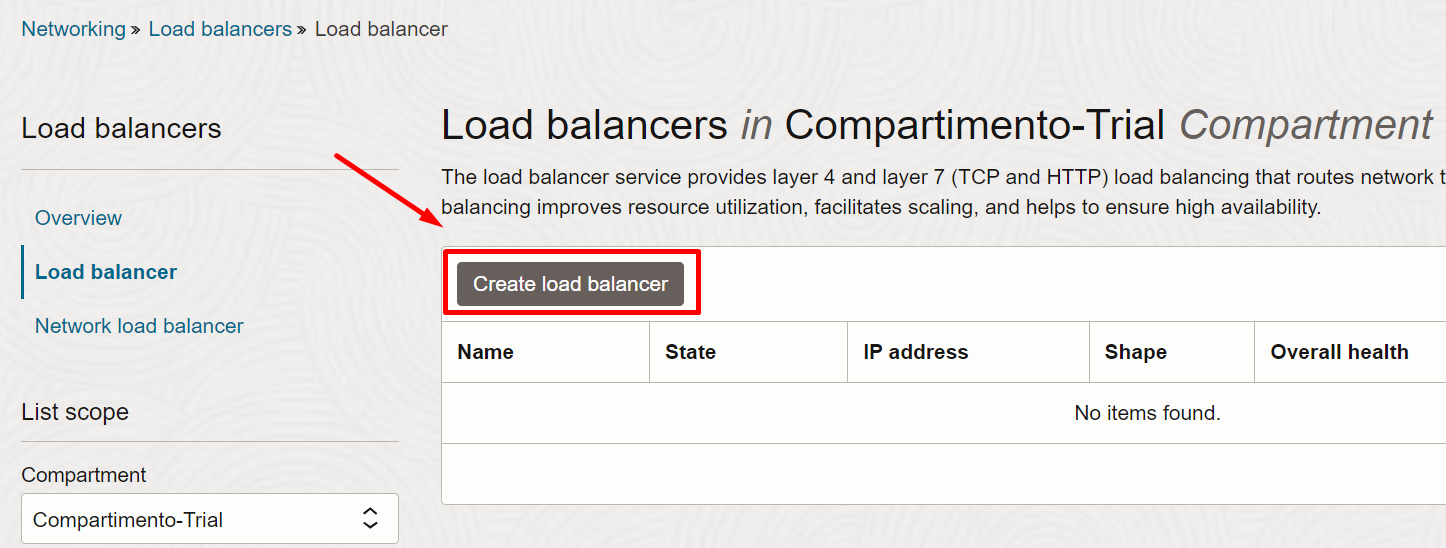 Networking » Load balancers » Load balancer
Load balancers
Overview
Load balancer
Network load balancer
List scope
Compartment
Compartimento-Trial
Load balancers in Compartimento-Trial Compartment
The load balancer service provides layer 4 and layer 7 (TCP and HTTP) load balancing that routes network
balancing improves resource utilization, facilitates scaling, and helps to ensure high availability.
Create load balancer
Name State IP address Shape Overall health
No items found.